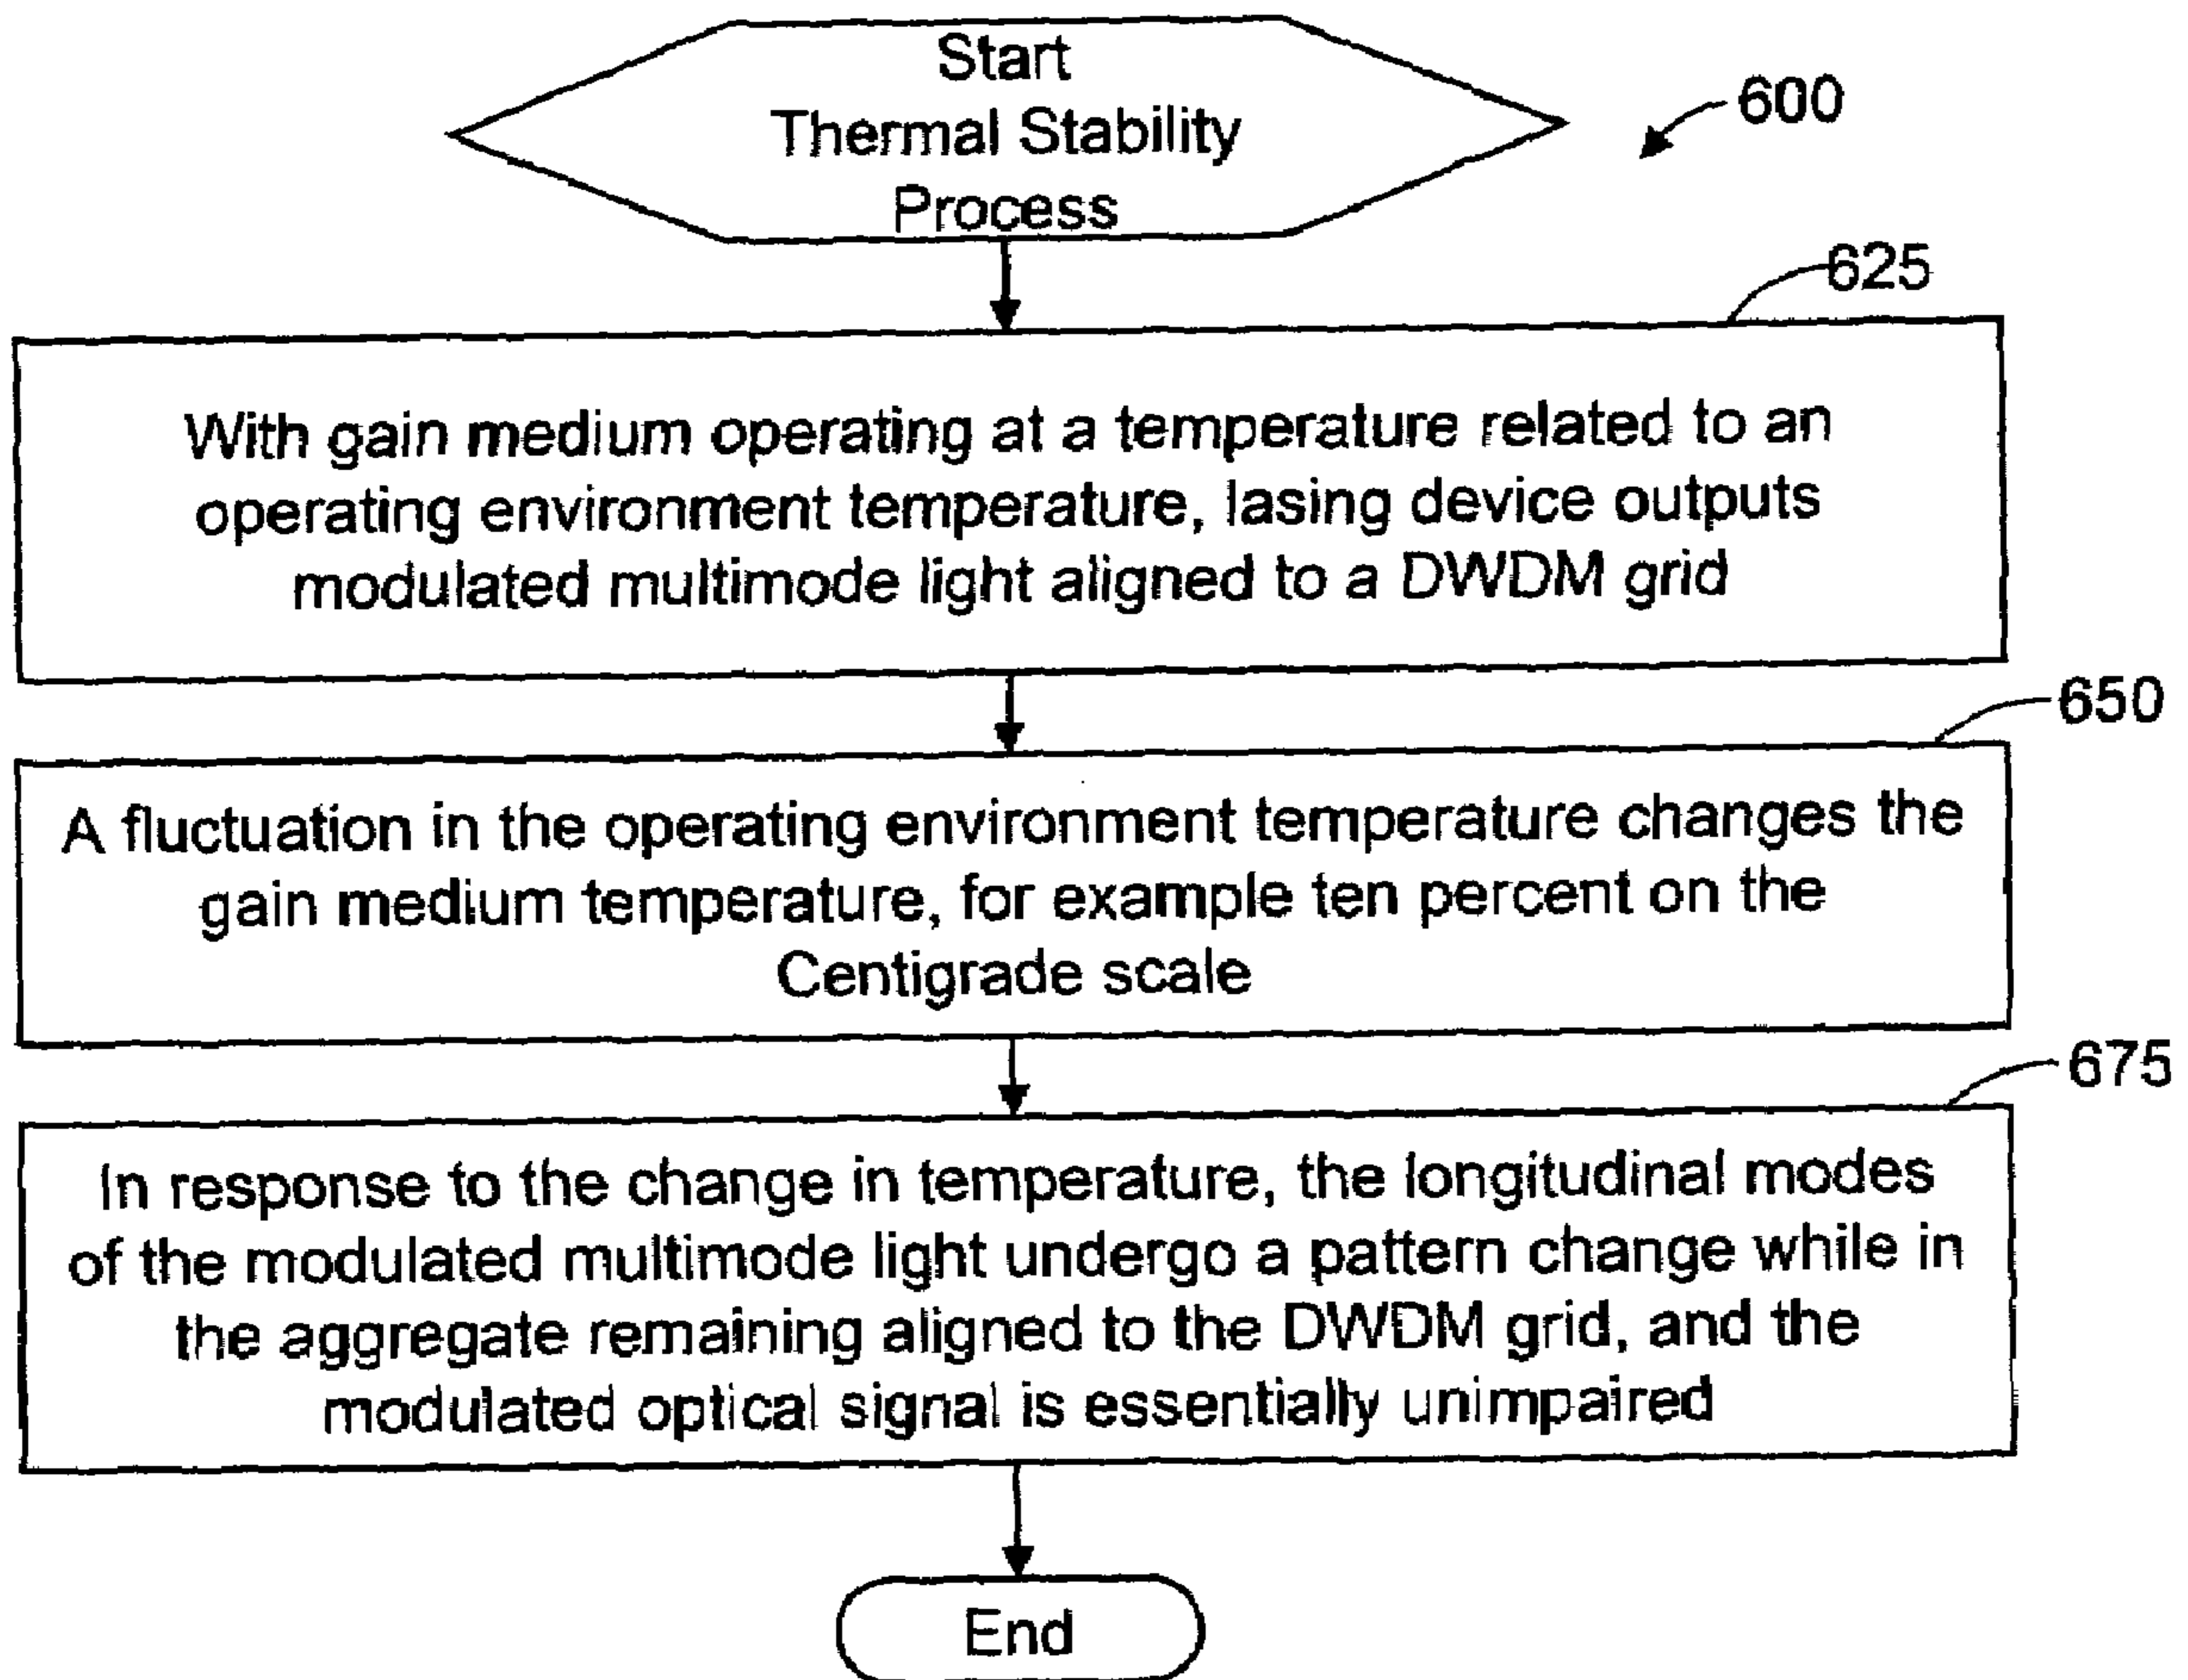 Start
Thermal Stability
Process
600
625
With gain medium operating at a temperature related to an
operating environment temperature, lasing device outputs
modulated multimode light aligned to a DWDM grid
650
A fluctuation in the operating environment temperature changes the
gain medium temperature, for example ten percent on the
Centigrade scale
675
In response to the change in temperature, the longitudinal modes
of the modulated multimode light undergo a pattern change while in
the aggregate remaining aligned to the DWDM grid, and the
modulated optical signal is essentially unimpaired
End